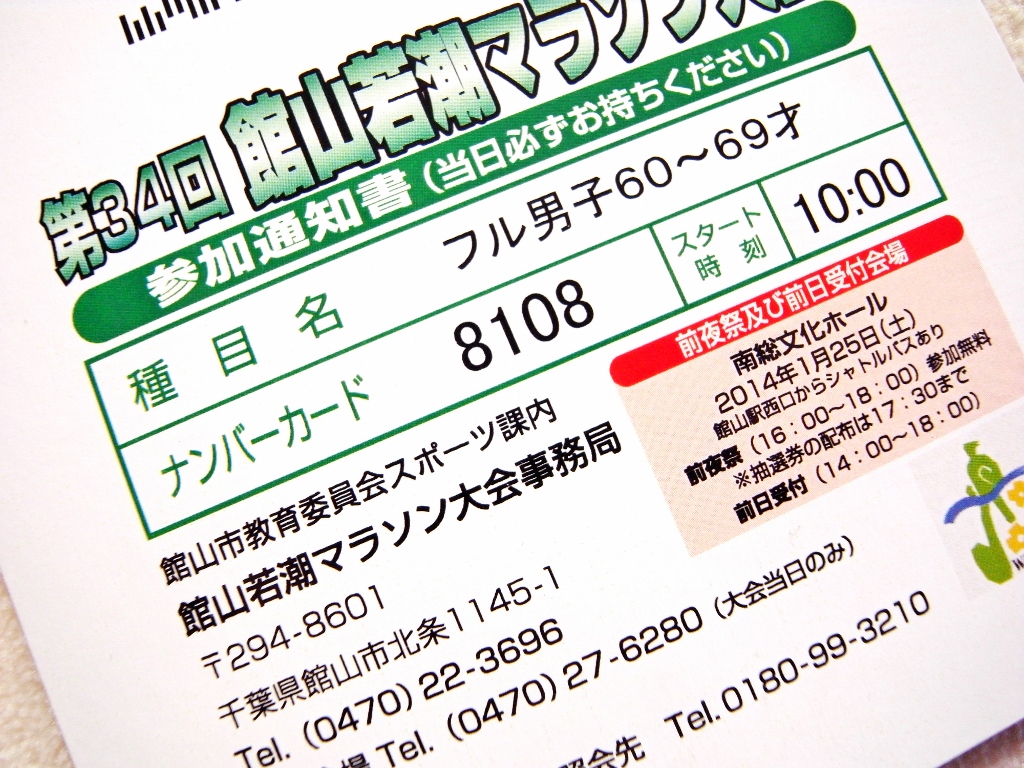 第34回 館山若潮マラソン大
参加通知書(当日必ずお持ちください)
種目名 フル男子60〜69才
ナンバーカード 8108 スタート時刻 10:00
前夜祭及び前日受付会場
南総文化ホール
2014年1月25日(土)
館山駅西口からシャトルバスあり
前夜祭(16:00〜18:00)参加無料
※抽選券の配布は17:30まで
前日受付(14:00〜18:00)
館山市教育委員会スポーツ課内
館山若潮マラソン大会事務局
〒294-8601
千葉県館山市北条1145-1
Tel.(0470)22-3696
場 Tel.(0470)27-6280(大会当日のみ)
照会先 Tel.0180-99-3210